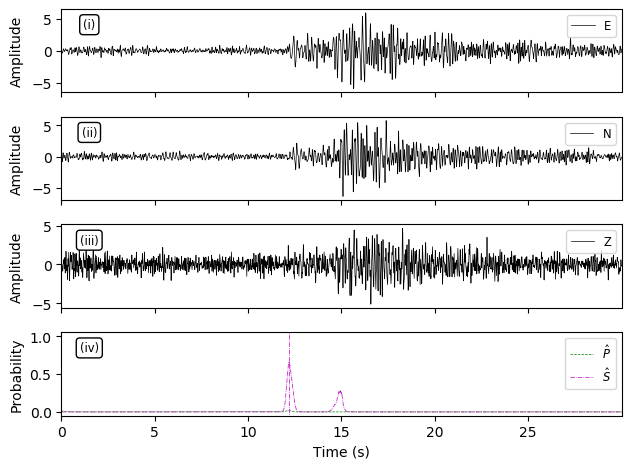 (i)
E
Amplitude
5
0
−5
(ii)
N
Amplitude
5
0
−5
(iii)
Z
Amplitude
5
0
−5
(iv)
P̂
Ŝ
Probability
1.0
0.5
0.0
0 5 10 15 20 25
Time (s)